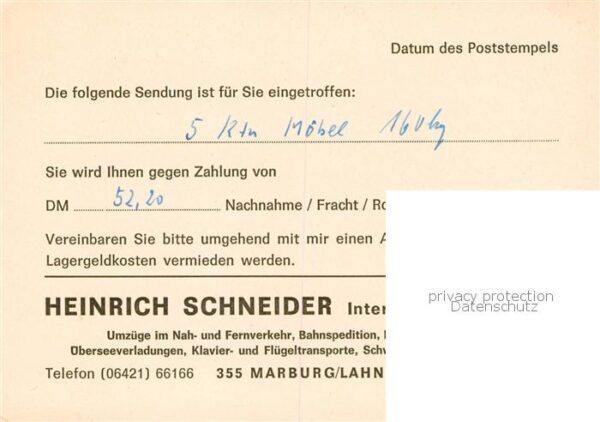 Datum des Poststempels
Die folgende Sendung ist für Sie eingetroffen:
5 Ktn Möbel 160 kg
Sie wird Ihnen gegen Zahlung von
DM 52,20 Nachnahme / Fracht /
Vereinbaren Sie bitte umgehend mit mir einen
Lagergeldkosten vermieden werden.
HEINRICH SCHNEIDER
Umzüge im Nah- und Fernverkehr, Bahnspedition,
Überseeverladungen, Klavier- und Flügeltransporte,
Telefon (06421) 66166 355 MARBURG/LAHN
privacy protection
Datenschutz